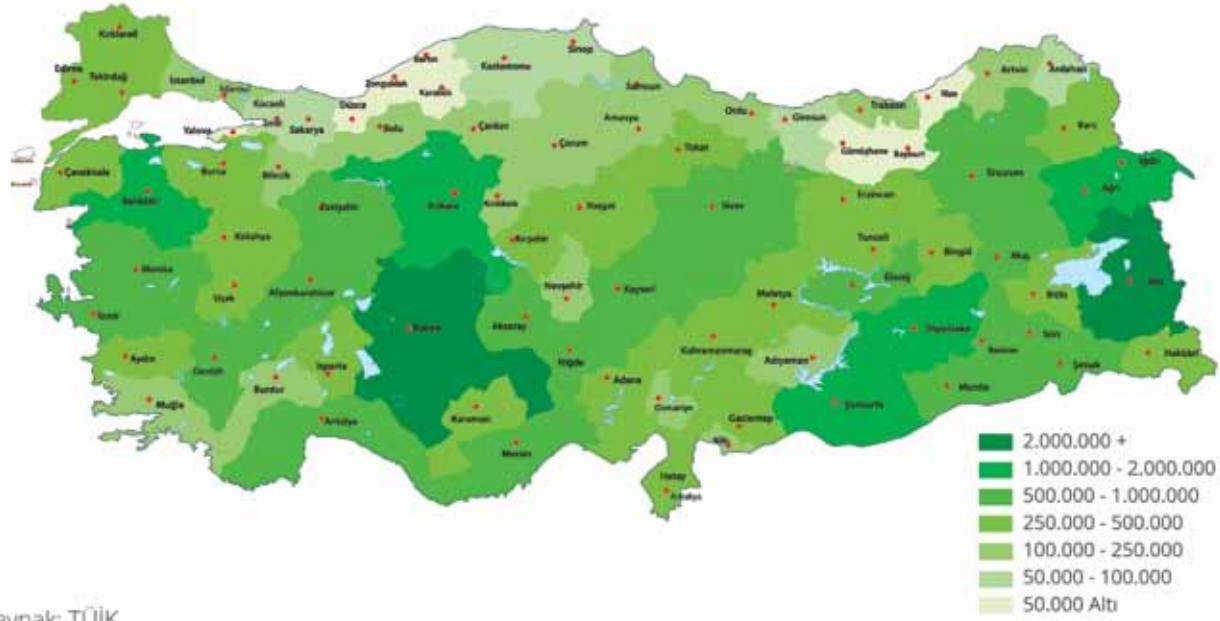 Kırklareli
Edirne
Tekirdağ
İstanbul
İstanbul
Kocaeli
Yalova
Sakarya
Düzce
Zonguldak
Bartın
Karabük
Kastamonu
Sinop
Samsun
Bolu
Çankırı
Amasya
Çorum
Tokat
Ordu
Giresun
Trabzon
Rize
Artvin
Ardahan
Gümüşhane
Bayburt
Kars
Iğdır
Ağrı
Erzurum
Erzincan
Çanakkale
Balıkesir
Bursa
Bilecik
Eskişehir
Ankara
Kırıkkale
Yozgat
Sivas
Kütahya
Kırşehir
Tunceli
Bingöl
Muş
Van
Bitlis
Elazığ
Manisa
Uşak
Afyonkarahisar
Nevşehir
Kayseri
Malatya
İzmir
Konya
Aksaray
Diyarbakır
Siirt
Batman
Şırnak
Hakkâri
Aydın
Denizli
Isparta
Burdur
Niğde
Kahramanmaraş
Adıyaman
Mardin
Muğla
Antalya
Karaman
Adana
Osmaniye
Gaziantep
Şanlıurfa
Mersin
Kilis
Hatay
Antakya
2.000.000 +
1.000.000 - 2.000.000
500.000 - 1.000.000
250.000 - 500.000
100.000 - 250.000
50.000 - 100.000
50.000 Altı
aynak: TÜİK